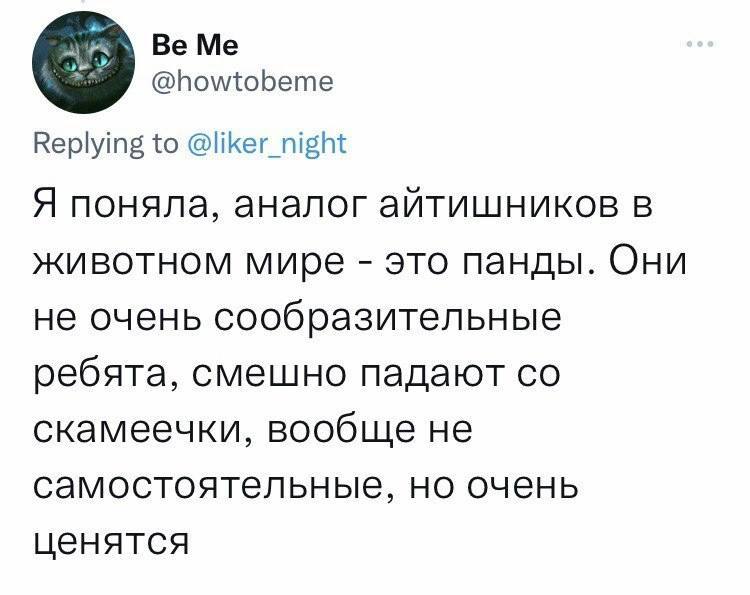 Be Me
@howtobeme
Replying to @liker_night
Я поняла, аналог айтишников в
животном мире - это панды. Они
не очень сообразительные
ребята, смешно падают со
скамеечки, вообще не
самостоятельные, но очень
ценятся